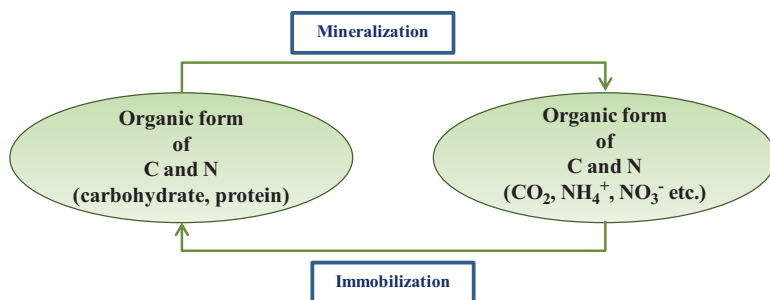 Mineralization
Organic form
of
C and N
(carbohydrate, protein)
Organic form
of
C and N
(CO₂, NH₄⁺, NO₃⁻ etc.)
Immobilization